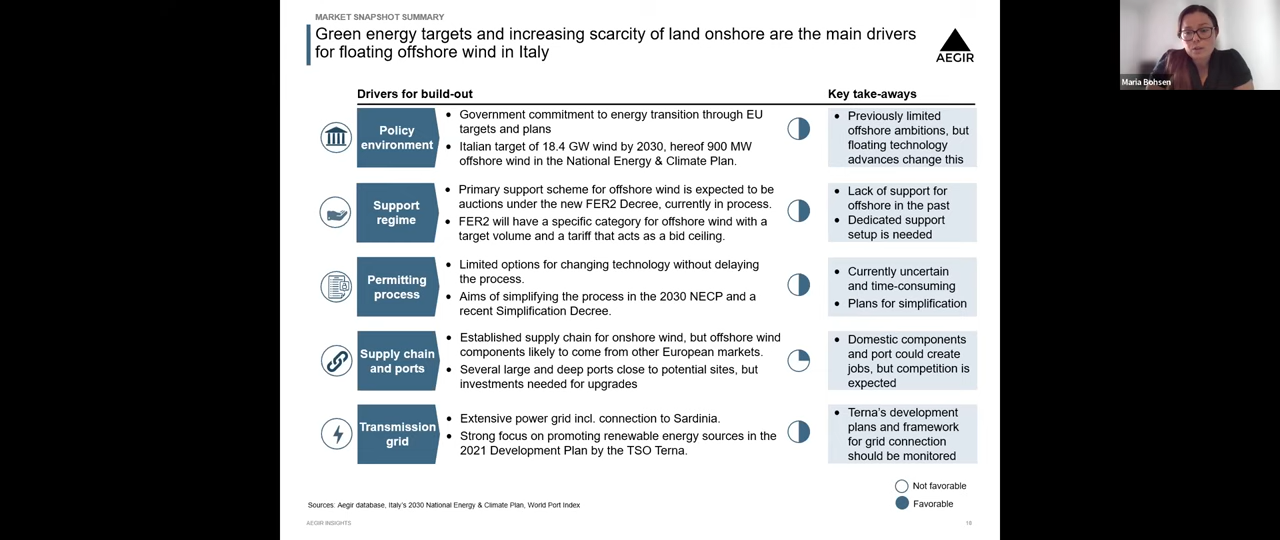 MARKET SNAPSHOT SUMMARY
Green energy targets and increasing scarcity of land onshore are the main drivers
for floating offshore wind in Italy
AEGIR
Maria Bohsen
Drivers for build-out
Key take-aways
Policy
environment
• Government commitment to energy transition through EU
targets and plans
• Italian target of 18.4 GW wind by 2030, hereof 900 MW
offshore wind in the National Energy & Climate Plan.
• Previously limited
offshore ambitions, but
floating technology
advances change this
Support
regime
• Primary support scheme for offshore wind is expected to be
auctions under the new FER2 Decree, currently in process.
• FER2 will have a specific category for offshore wind with a
target volume and a tariff that acts as a bid ceiling.
• Lack of support for
offshore in the past
• Dedicated support
setup is needed
Permitting
process
• Limited options for changing technology without delaying
the process.
• Aims of simplifying the process in the 2030 NECP and a
recent Simplification Decree.
• Currently uncertain
and time-consuming
• Plans for simplification
Supply chain
and ports
• Established supply chain for onshore wind, but offshore wind
components likely to come from other European markets.
• Several large and deep ports close to potential sites, but
investments needed for upgrades
• Domestic components
and port could create
jobs, but competition is
expected
Transmission
grid
• Extensive power grid incl. connection to Sardinia.
• Strong focus on promoting renewable energy sources in the
2021 Development Plan by the TSO Terna.
• Terna's development
plans and framework
for grid connection
should be monitored
Not favorable
Favorable
Sources: Aegir database, Italy's 2030 National Energy & Climate Plan, World Port Index
AEGIR INSIGHTS